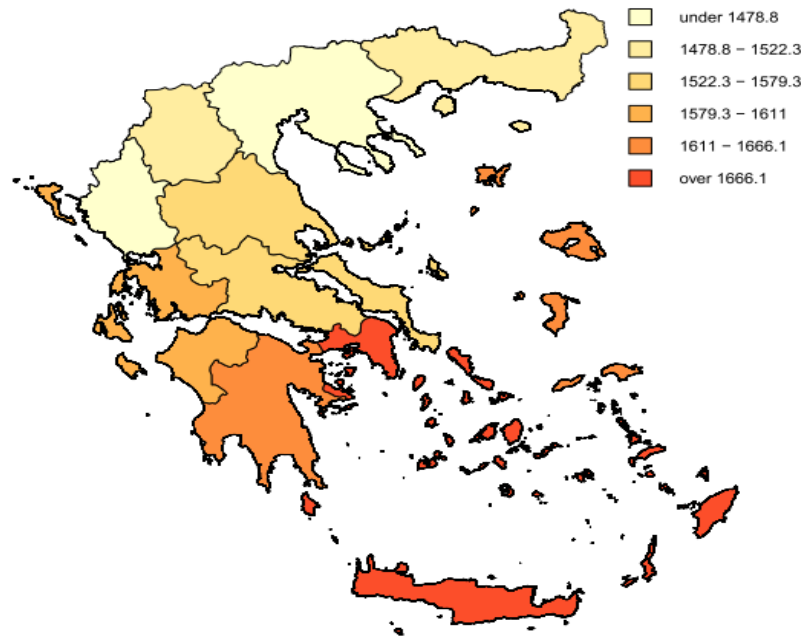 under 1478.8
1478.8 − 1522.3
1522.3 − 1579.3
1579.3 − 1611
1611 − 1666.1
over 1666.1